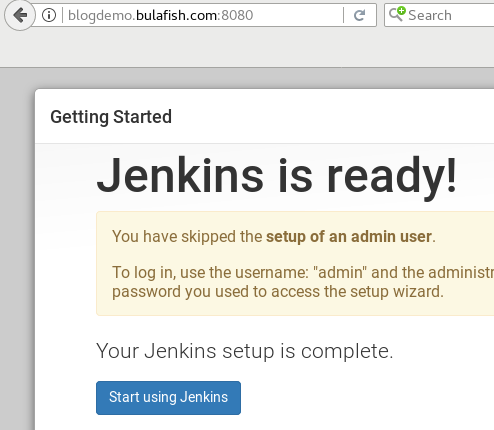 blogdemo.bulafish.com:8080
Search
Getting Started
Jenkins is ready!
You have skipped the setup of an admin user.
To log in, use the username: "admin" and the administr
password you used to access the setup wizard.
Your Jenkins setup is complete.
Start using Jenkins